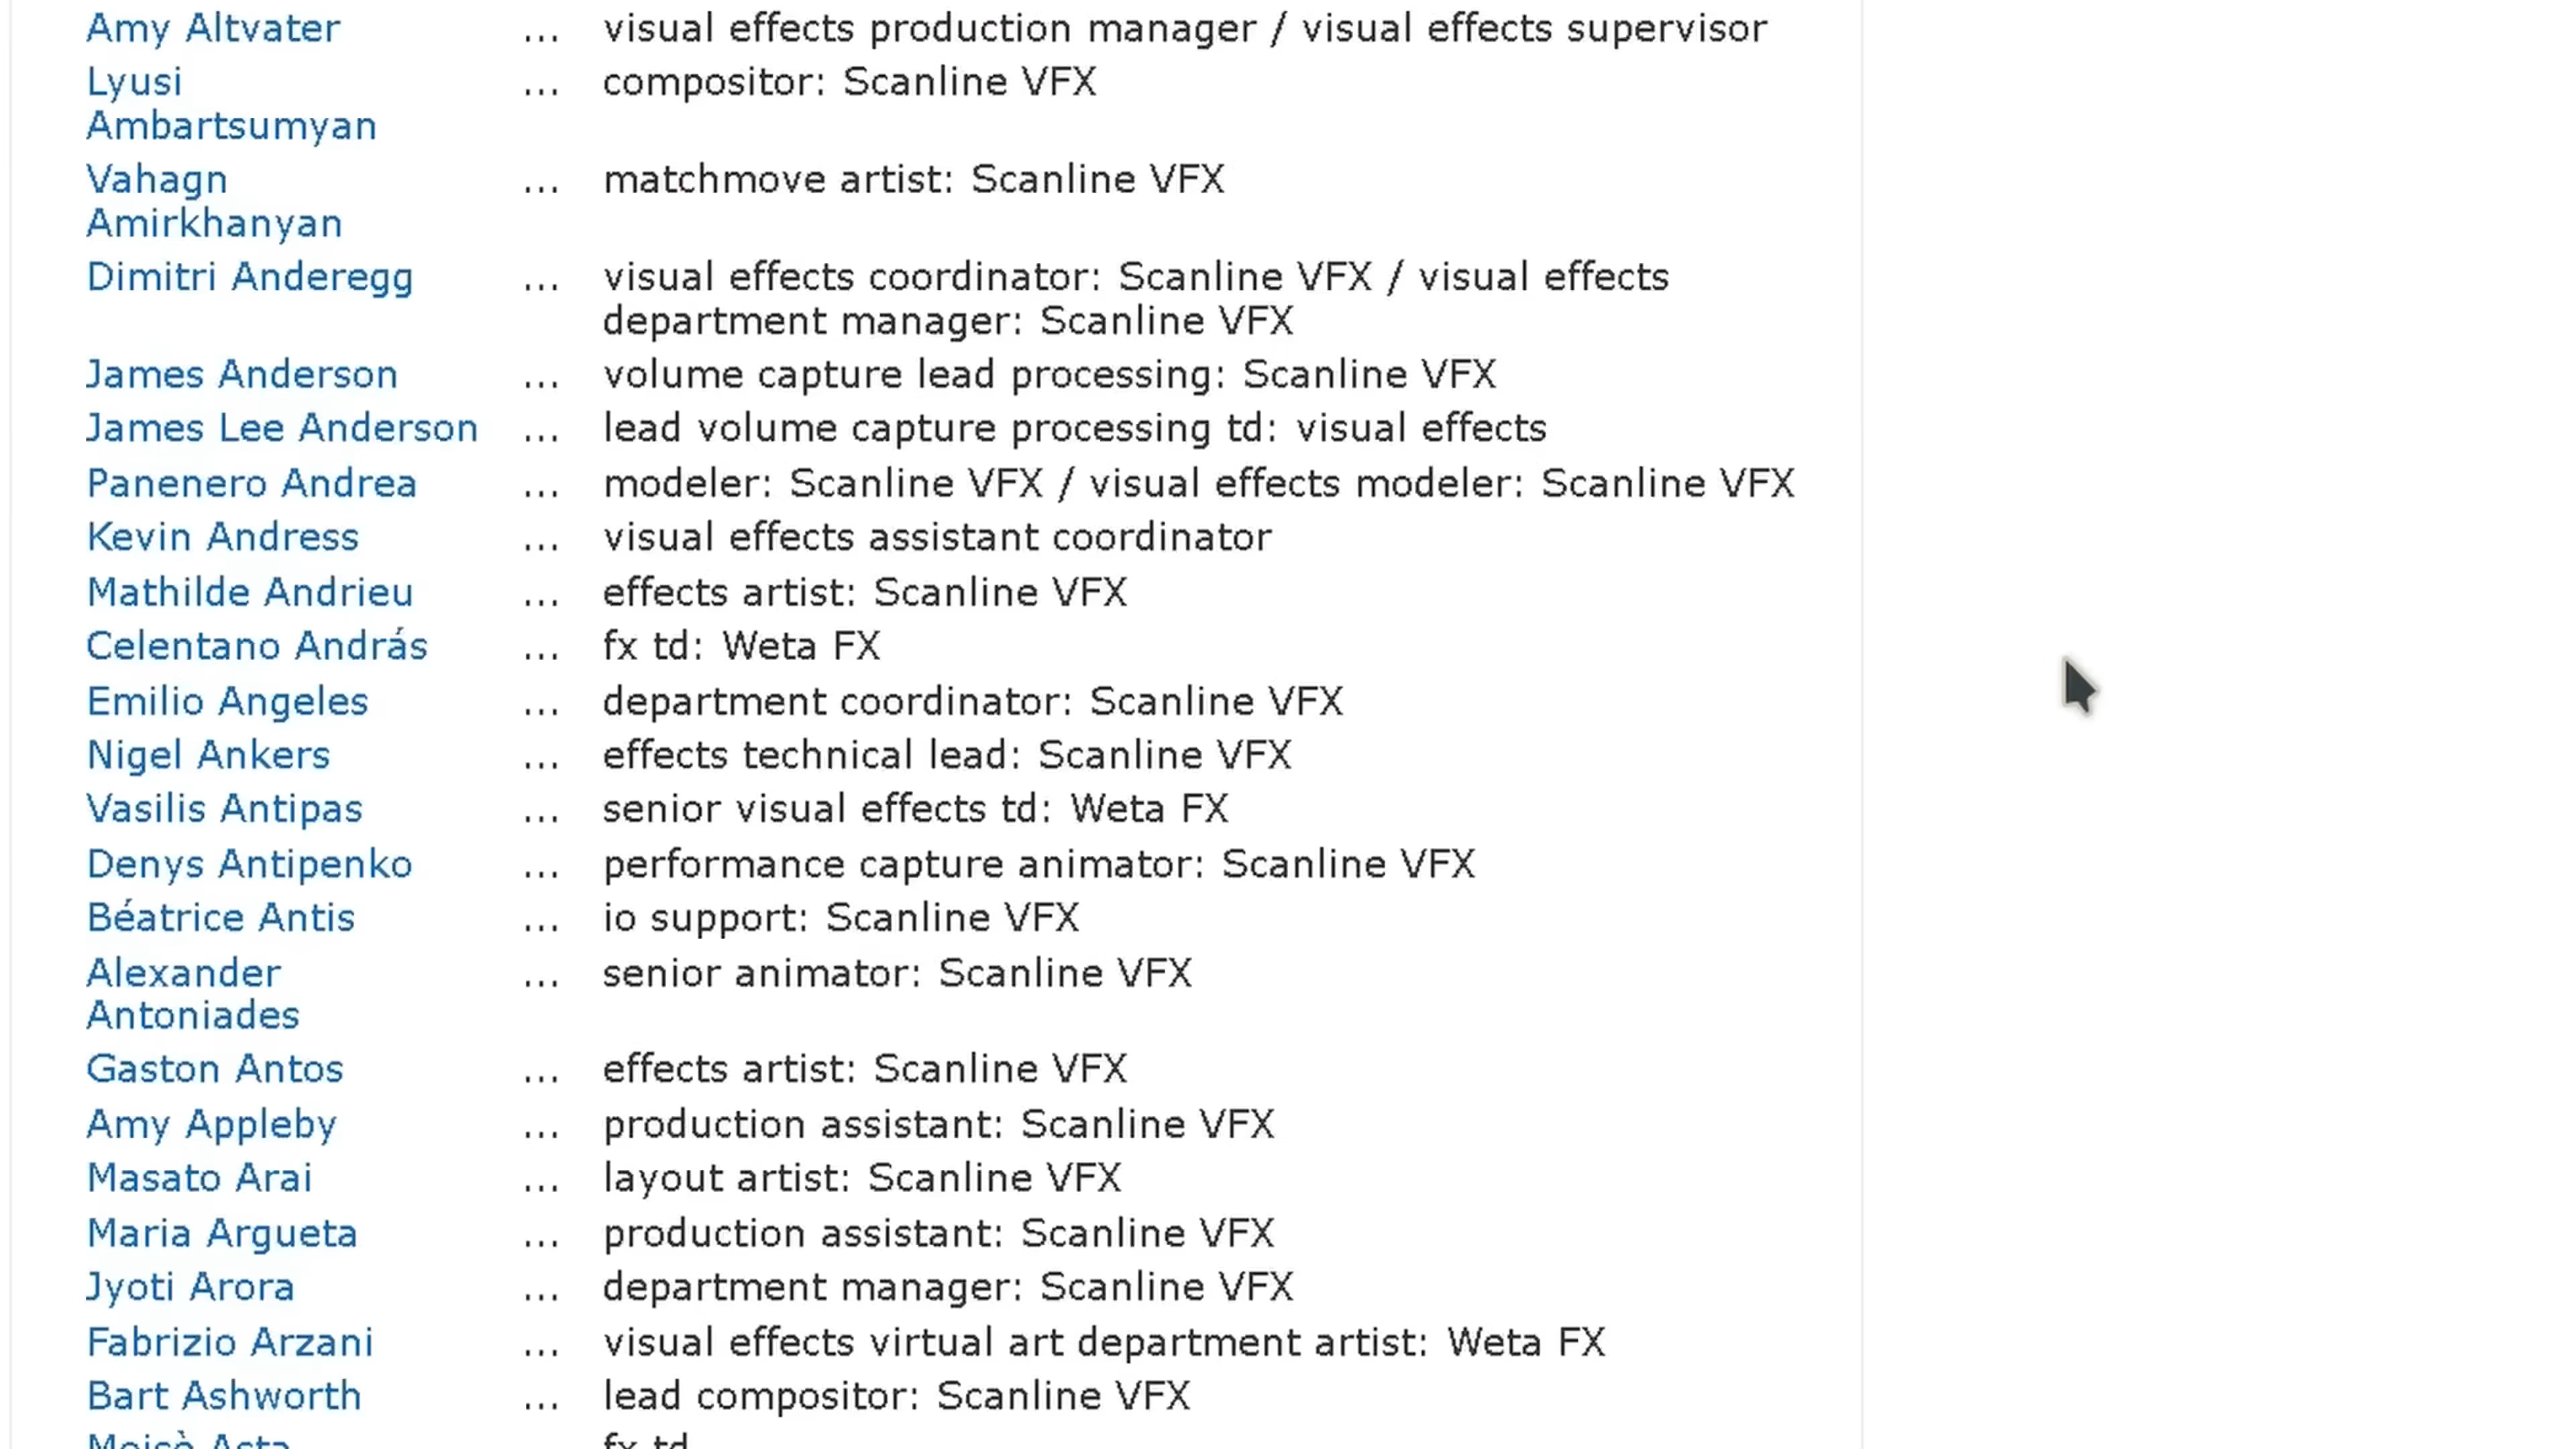 Amy Altvater ... visual effects production manager / visual effects supervisor
Lyusi ... compositor: Scanline VFX
Ambartsumyan
Vahagn ... matchmove artist: Scanline VFX
Amirkhanyan
Dimitri Anderegg ... visual effects coordinator: Scanline VFX / visual effects
department manager: Scanline VFX
James Anderson ... volume capture lead processing: Scanline VFX
James Lee Anderson ... lead volume capture processing td: visual effects
Panenero Andrea ... modeler: Scanline VFX / visual effects modeler: Scanline VFX
Kevin Andress ... visual effects assistant coordinator
Mathilde Andrieu ... effects artist: Scanline VFX
Celentano András ... fx td: Weta FX
Emilio Angeles ... department coordinator: Scanline VFX
Nigel Ankers ... effects technical lead: Scanline VFX
Vasilis Antipas ... senior visual effects td: Weta FX
Denys Antipenko ... performance capture animator: Scanline VFX
Béatrice Antis ... io support: Scanline VFX
Alexander ... senior animator: Scanline VFX
Antoniades
Gaston Antos ... effects artist: Scanline VFX
Amy Appleby ... production assistant: Scanline VFX
Masato Arai ... layout artist: Scanline VFX
Maria Argueta ... production assistant: Scanline VFX
Jyoti Arora ... department manager: Scanline VFX
Fabrizio Arzani ... visual effects virtual art department artist: Weta FX
Bart Ashworth ... lead compositor: Scanline VFX
Moisè Asta fx td